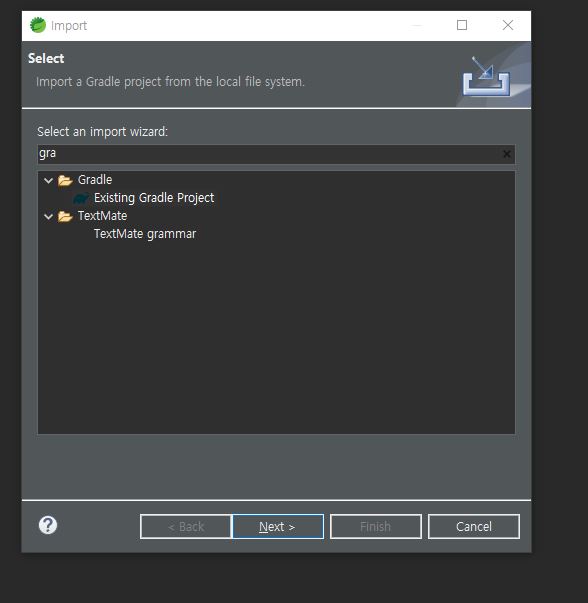 Import
Select
Import a Gradle project from the local file system.
Select an import wizard:
gra
Gradle
Existing Gradle Project
TextMate
TextMate grammar
?
< Back
Next >
Finish
Cancel